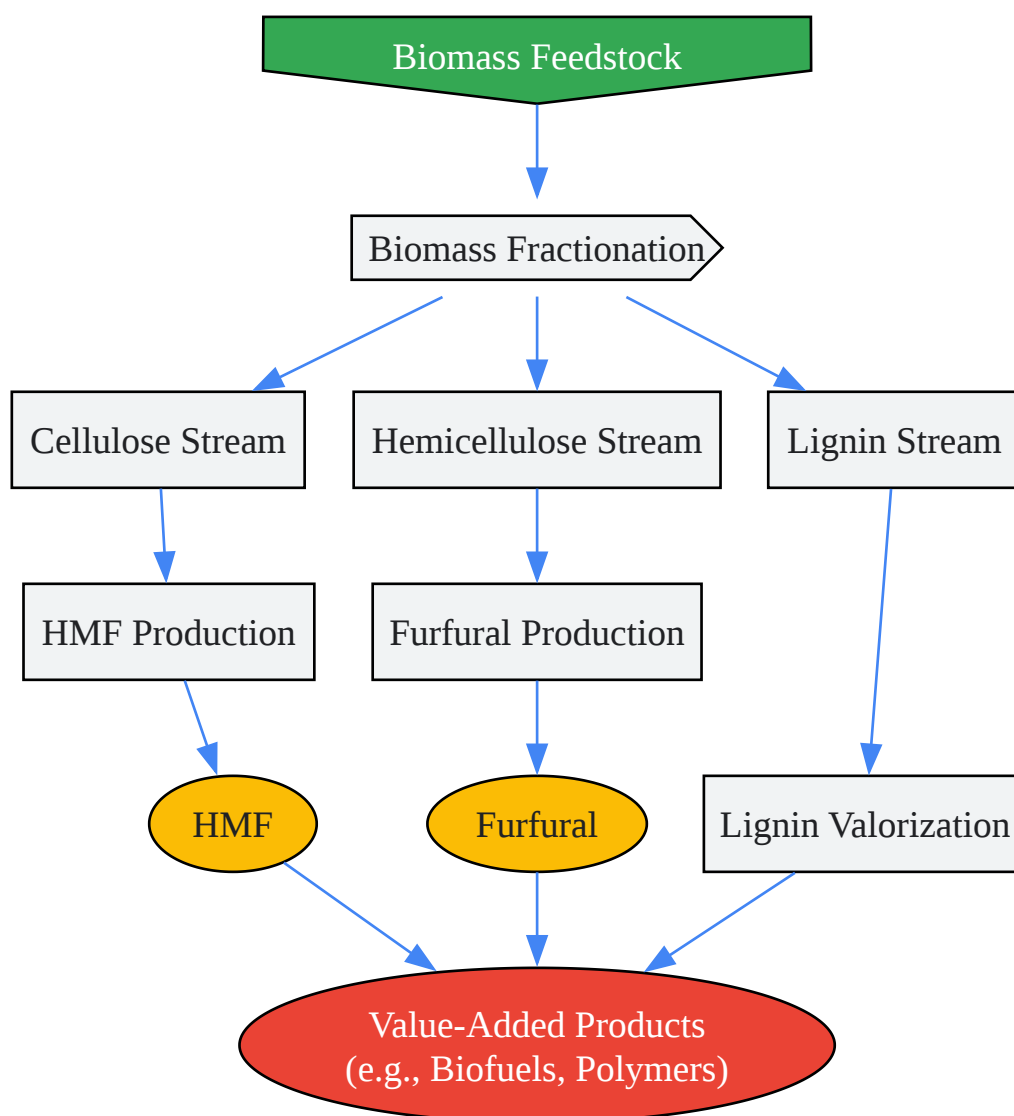 Biomass Feedstock
Biomass Fractionation
Cellulose Stream
Hemicellulose Stream
Lignin Stream
HMF Production
Furfural Production
HMF
Furfural
Lignin Valorization
Value-Added Products
(e.g., Biofuels, Polymers)